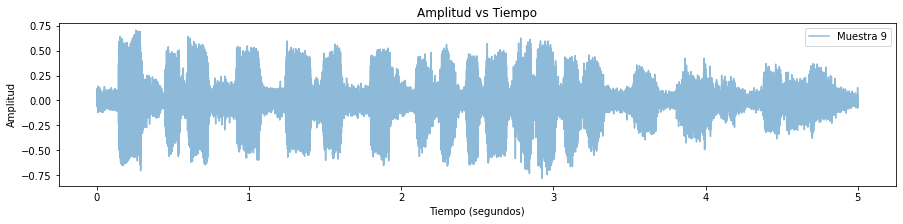 Amplitud vs Tiempo
Muestra 9
Amplitud
0.75
0.50
0.25
0.00
−0.25
−0.50
−0.75
0 1 2 3 4 5
Tiempo (segundos)